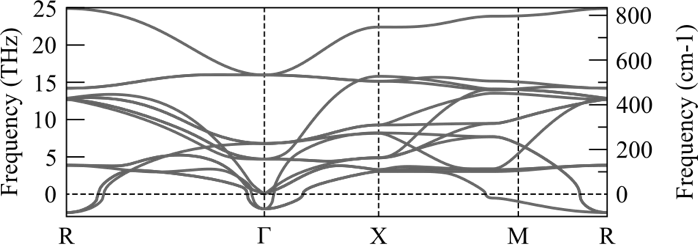 Frequency (THz)
25
20
15
10
5
0
R
Γ
X
M
R
800
600
400
200
0
Frequency (cm-1)